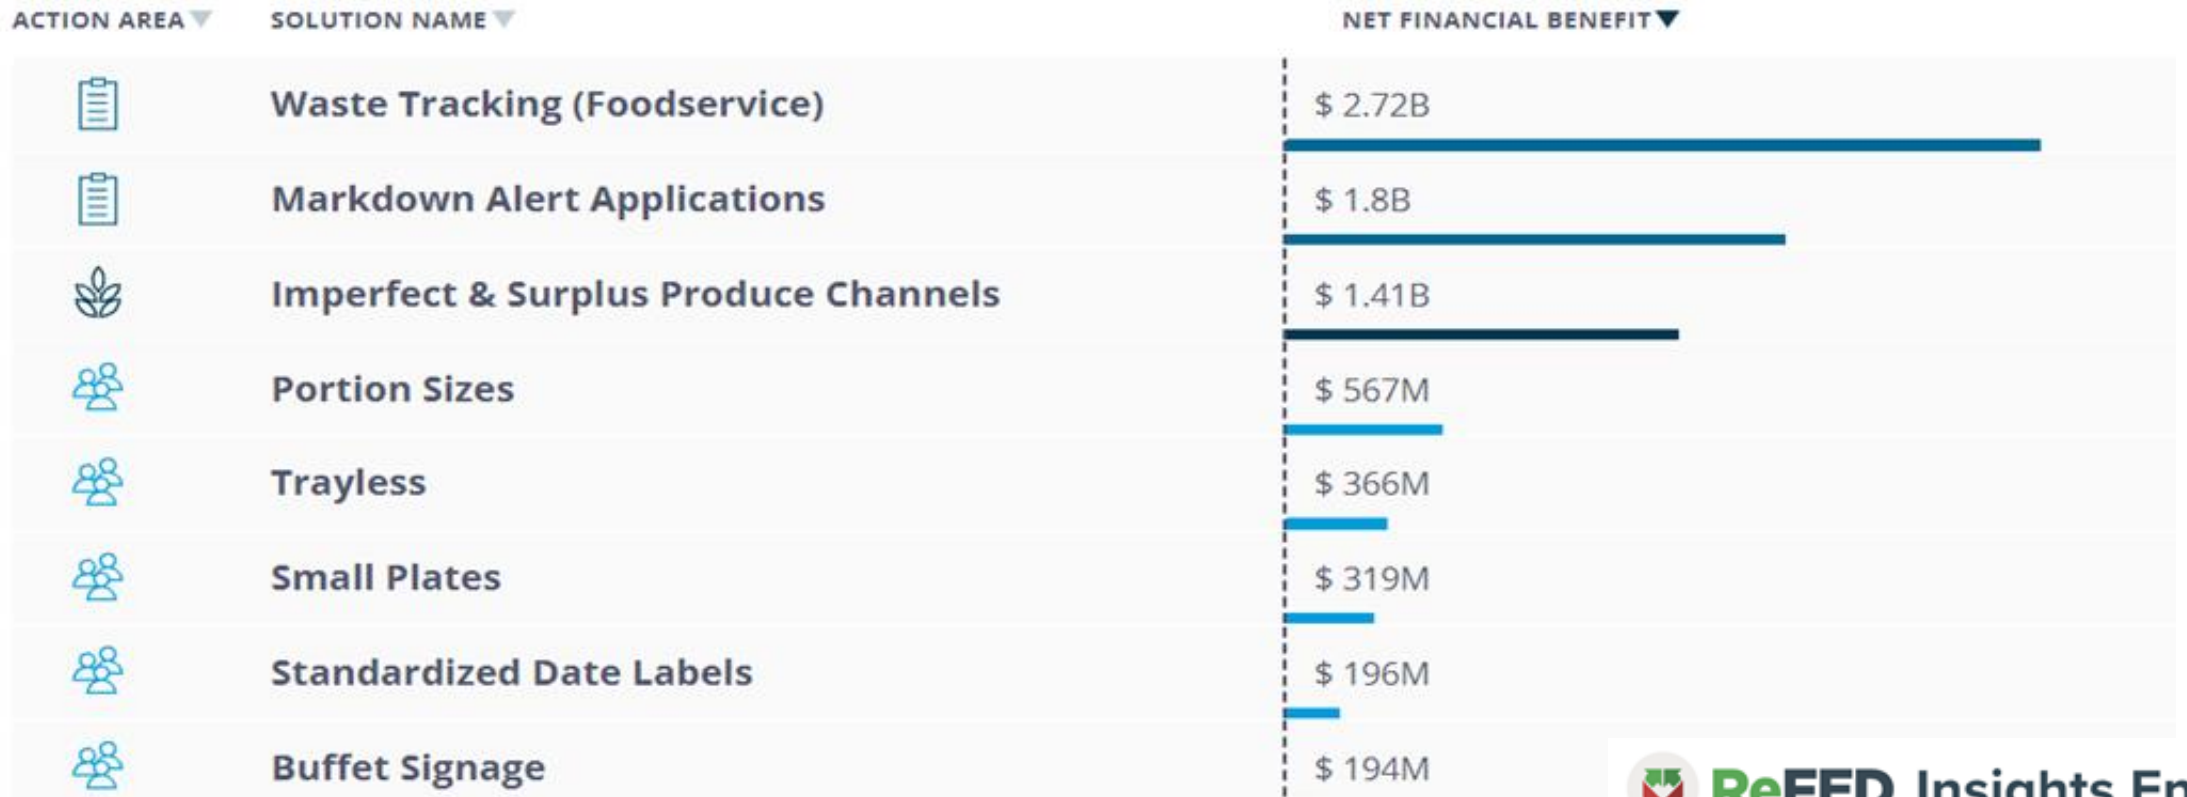 ACTION AREA SOLUTION NAME NET FINANCIAL BENEFIT
Waste Tracking (Foodservice) $ 2.72B
Markdown Alert Applications $ 1.8B
Imperfect & Surplus Produce Channels $ 1.41B
Portion Sizes $ 567M
Trayless $ 366M
Small Plates $ 319M
Standardized Date Labels $ 196M
Buffet Signage $ 194M
ReFED Insights En